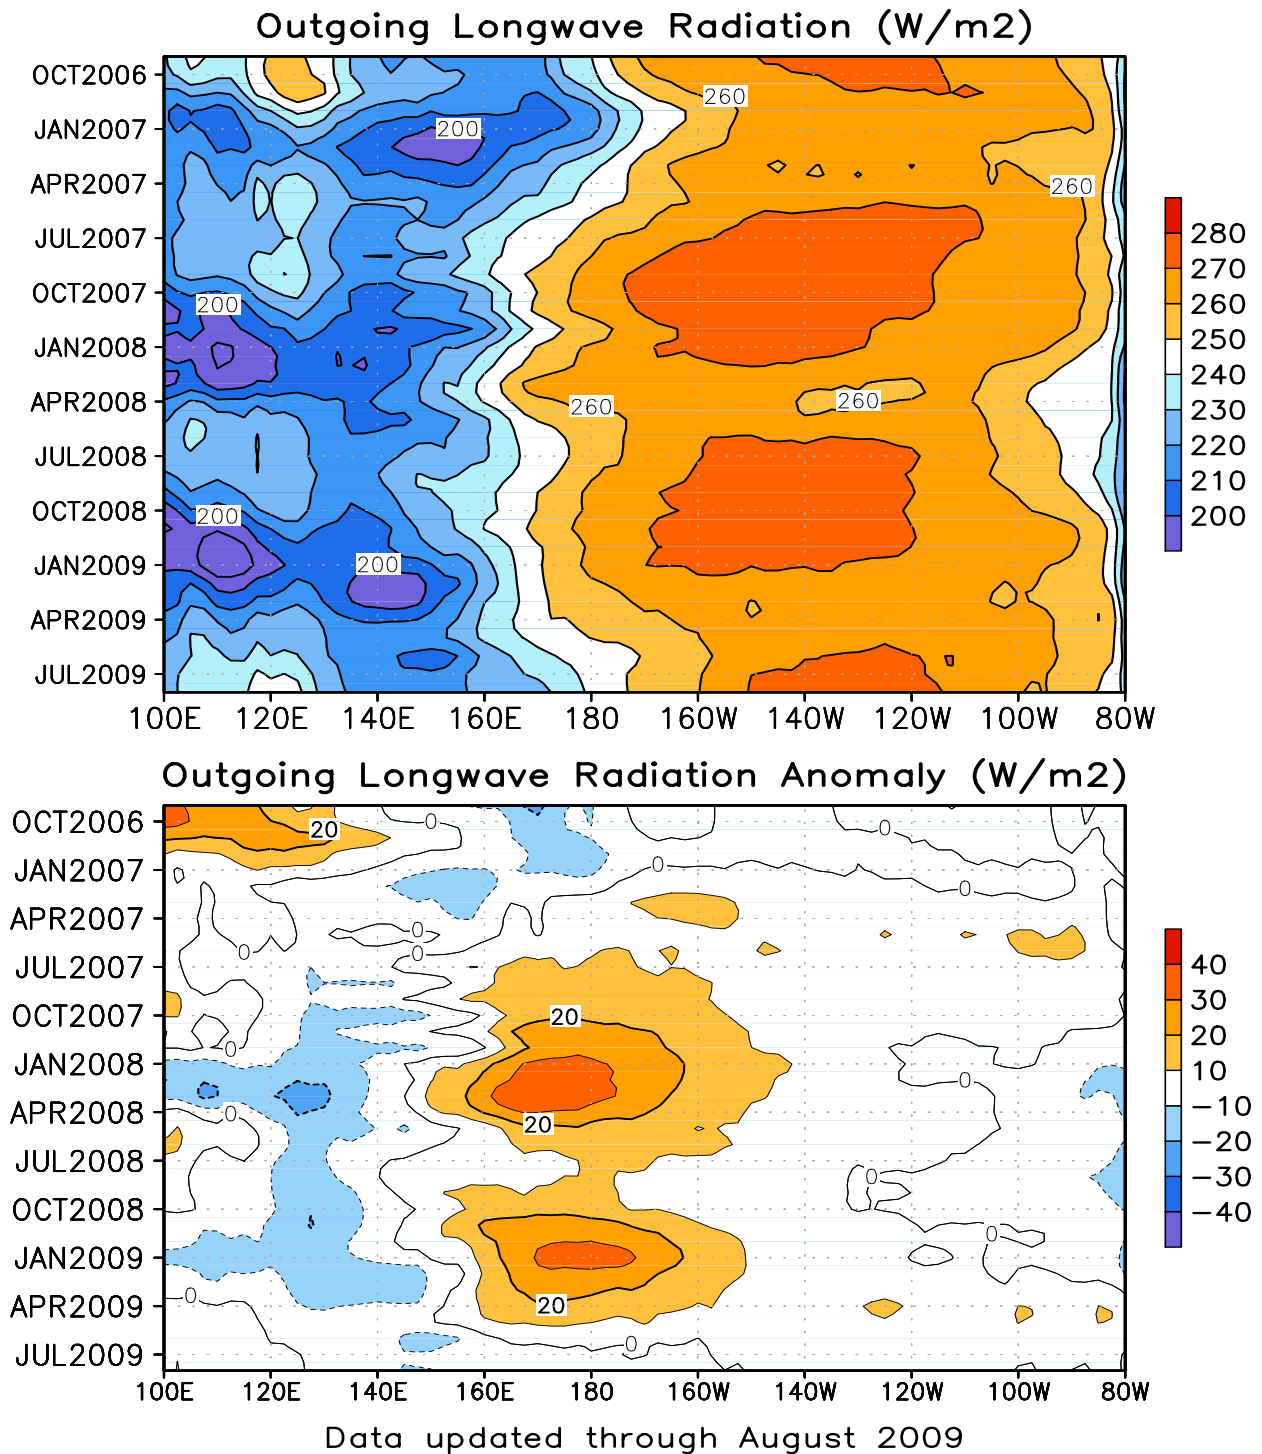 Outgoing Longwave Radiation (W/m2)
OCT2006
JAN2007
APR2007
JUL2007
OCT2007
JAN2008
APR2008
JUL2008
OCT2008
JAN2009
APR2009
JUL2009
260
200
260
200
260
260
200
200
280
270
260
250
240
230
220
210
200
100E 120E 140E 160E 180 160W 140W 120W 100W 80W
Outgoing Longwave Radiation Anomaly (W/m2)
OCT2006
JAN2007
APR2007
JUL2007
OCT2007
JAN2008
APR2008
JUL2008
OCT2008
JAN2009
APR2009
JUL2009
0
0
20
0
0
0
0
0
20
0
0
0
20
0
0
0
20
0
40
30
20
10
-10
-20
-30
-40
100E 120E 140E 160E 180 160W 140W 120W 100W 80W
Data updated through August 2009